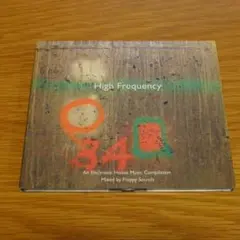 High Frequency
84
An Electronic House Music Compilation
Mixed by Floppy Sounds